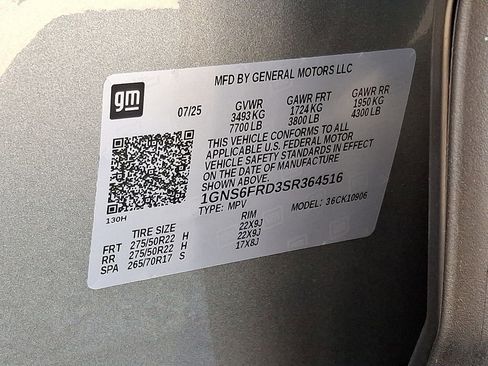 MFD BY GENERAL MOTORS LLC
gm
07/25 GVWR GAWR FRT GAWR RR
3493 KG 1724 KG 1950 KG
7700 LB 3800 LB 4300 LB
THIS VEHICLE CONFORMS TO ALL
APPLICABLE U.S. FEDERAL MOTOR
VEHICLE SAFETY STANDARDS IN EFFECT
ON THE DATE OF MANUFACTURE
SHOWN ABOVE.
1GNS6FRD3SR364516
130H TYPE: MPV MODEL: 36CK10906
TIRE SIZE RIM
FRT 275/50R22 H 22X9J
RR 275/50R22 H 22X9J
SPA 265/70R17 S 17X8J